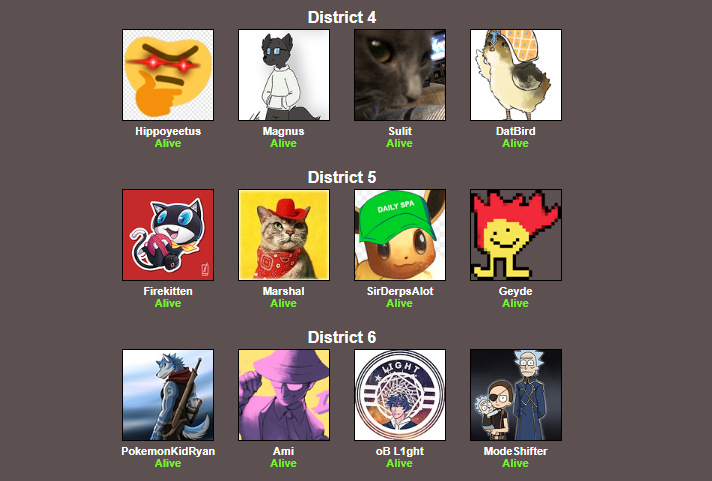 District 4
Hippoyeetus Magnus Sulit DatBird
Alive Alive Alive Alive
District 5
DAILY SPA
Firekitten Marshal SirDerpsAlot Geyde
Alive Alive Alive Alive
District 6
LIGHT
PokemonKidRyan Ami oB L1ght ModeShifter
Alive Alive Alive Alive